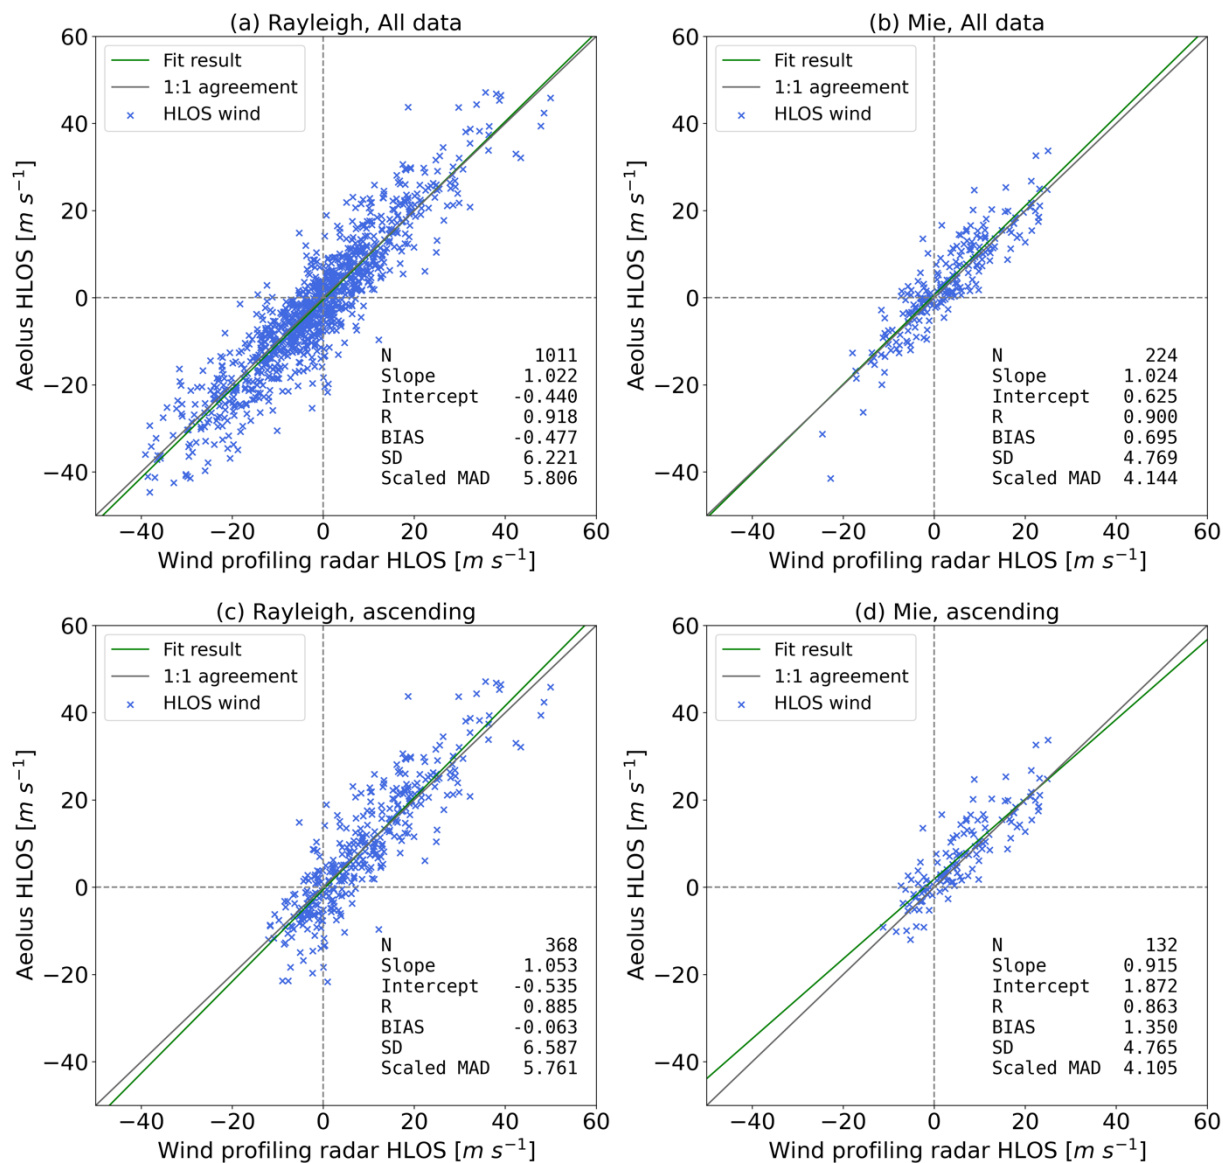 (a) Rayleigh, All data
60
40
20
0
−20
−40
Aeolus HLOS [m s⁻¹]
Fit result
1:1 agreement
HLOS wind
N 1011
Slope 1.022
Intercept -0.440
R 0.918
BIAS -0.477
SD 6.221
Scaled MAD 5.806
−40 −20 0 20 40 60
Wind profiling radar HLOS [m s⁻¹]
(b) Mie, All data
60
40
20
0
−20
−40
Aeolus HLOS [m s⁻¹]
Fit result
1:1 agreement
HLOS wind
N 224
Slope 1.024
Intercept 0.625
R 0.900
BIAS 0.695
SD 4.769
Scaled MAD 4.144
−40 −20 0 20 40 60
Wind profiling radar HLOS [m s⁻¹]
(c) Rayleigh, ascending
60
40
20
0
−20
−40
Aeolus HLOS [m s⁻¹]
Fit result
1:1 agreement
HLOS wind
N 368
Slope 1.053
Intercept -0.535
R 0.885
BIAS -0.063
SD 6.587
Scaled MAD 5.761
−40 −20 0 20 40 60
Wind profiling radar HLOS [m s⁻¹]
(d) Mie, ascending
60
40
20
0
−20
−40
Aeolus HLOS [m s⁻¹]
Fit result
1:1 agreement
HLOS wind
N 132
Slope 0.915
Intercept 1.872
R 0.863
BIAS 1.350
SD 4.765
Scaled MAD 4.105
−40 −20 0 20 40 60
Wind profiling radar HLOS [m s⁻¹]